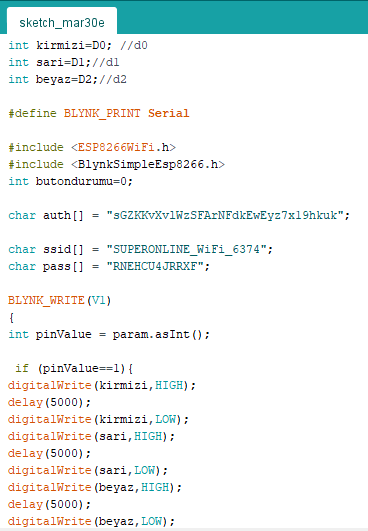 sketch_mar30e
int kirmizi=D0; //d0
int sari=D1;//d1
int beyaz=D2;//d2
#define BLYNK_PRINT Serial
#include <ESP8266WiFi.h>
#include <BlynkSimpleEsp8266.h>
int butondurumu=0;
char auth[] = "sGZKKvXvlWzSFArNFdkEwEyz7xl9hkuk";
char ssid[] = "SUPERONLINE_WiFi_6374";
char pass[] = "RNEHCU4JRRXF";
BLYNK_WRITE(V1)
{
int pinValue = param.asInt();
if (pinValue==1){
digitalWrite(kirmizi,HIGH);
delay(5000);
digitalWrite(kirmizi,LOW);
digitalWrite(sari,HIGH);
delay(5000);
digitalWrite(sari,LOW);
digitalWrite(beyaz,HIGH);
delay(5000);
digitalWrite(beyaz,LOW);